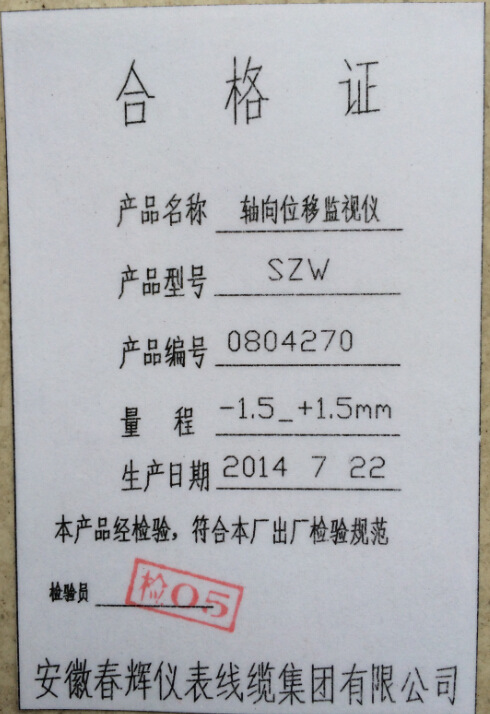 合 格 证
产品名称 轴向位移监视仪
产品型号 SZW
产品编号 0804270
量 程 -1.5_+1.5mm
生产日期 2014 7 22
本产品经检验，符合本厂出厂检验规范
检验员 检05
安徽春辉仪表线缆集团有限公司